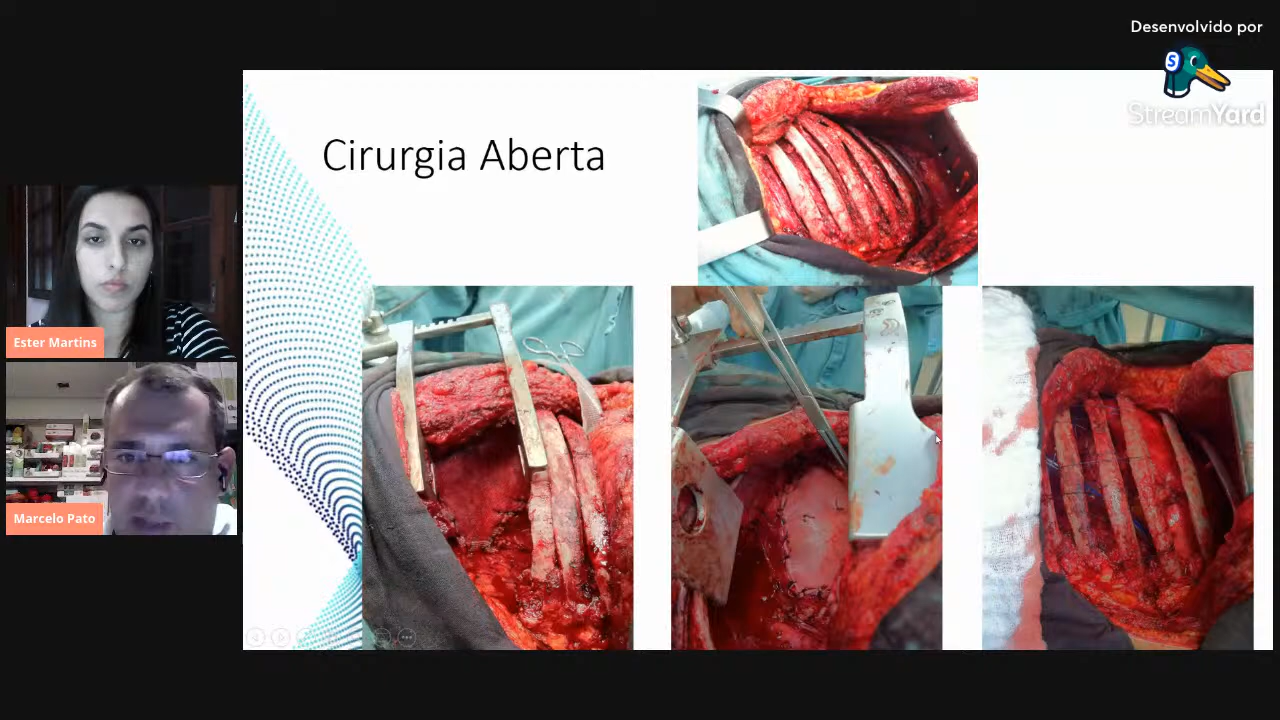 Desenvolvido por
S
StreamYard
Cirurgia Aberta
Ester Martins
Marcelo Pato